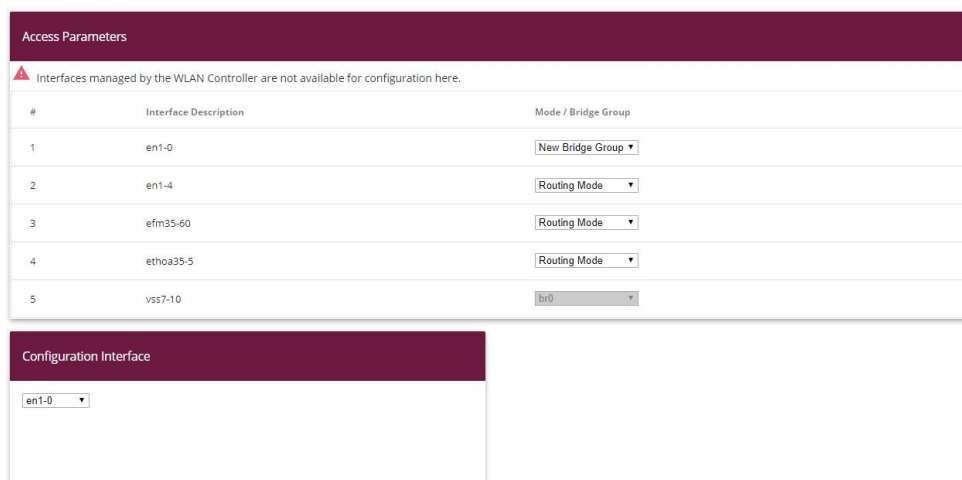 Access Parameters
Interfaces managed by the WLAN Controller are not available for configuration here.
# Interface Description Mode / Bridge Group
1 en1-0 New Bridge Group
2 en1-4 Routing Mode
3 efm35-60 Routing Mode
4 ethoa35-5 Routing Mode
5 vss7-10 br0
Configuration Interface
en1-0